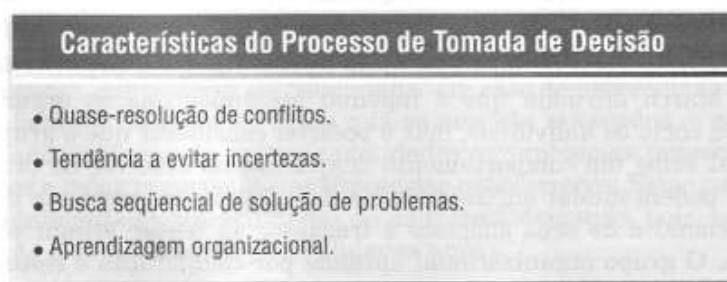 Características do Processo de Tomada de Decisão
• Quase-resolução de conflitos.
• Tendência a evitar incertezas.
• Busca seqüencial de solução de problemas.
• Aprendizagem organizacional.